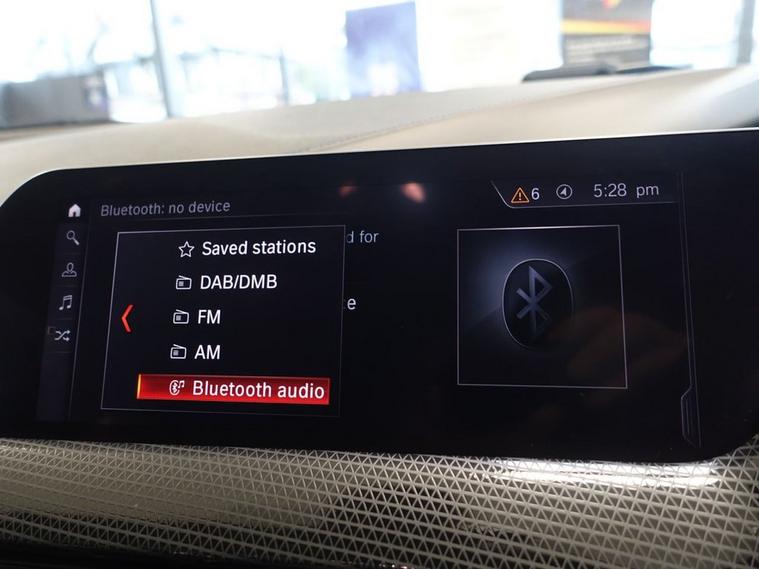 Bluetooth: no device
6
5:28 pm
d for
Saved stations
DAB/DMB
e
FM
AM
Bluetooth audio